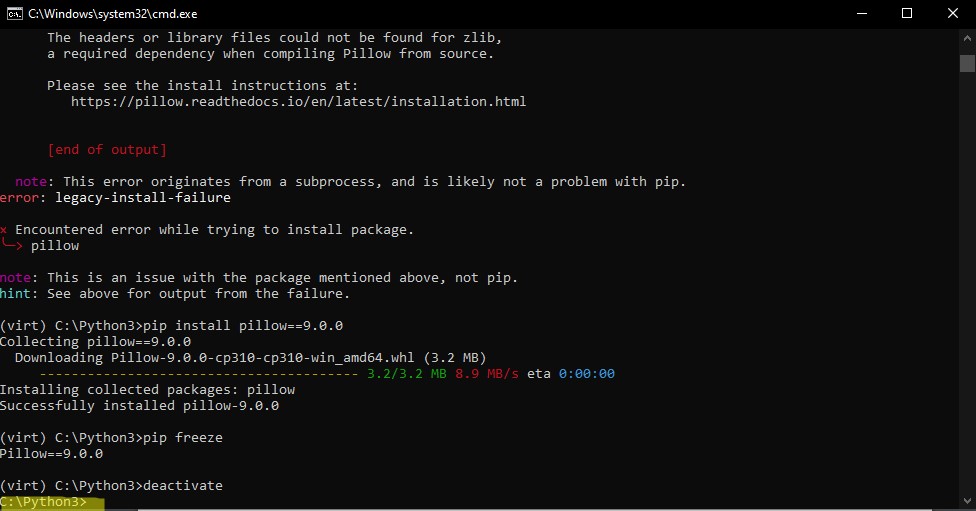 C:\Windows\system32\cmd.exe
The headers or library files could not be found for zlib,
a required dependency when compiling Pillow from source.
Please see the install instructions at:
https://pillow.readthedocs.io/en/latest/installation.html
[end of output]
note: This error originates from a subprocess, and is likely not a problem with pip.
error: legacy-install-failure
× Encountered error while trying to install package.
╰─> pillow
note: This is an issue with the package mentioned above, not pip.
hint: See above for output from the failure.
(virt) C:\Python3>pip install pillow==9.0.0
Collecting pillow==9.0.0
Downloading Pillow-9.0.0-cp310-cp310-win_amd64.whl (3.2 MB)
---------------------------------------- 3.2/3.2 MB 8.9 MB/s eta 0:00:00
Installing collected packages: pillow
Successfully installed pillow-9.0.0
(virt) C:\Python3>pip freeze
Pillow==9.0.0
(virt) C:\Python3>deactivate
C:\Python3>